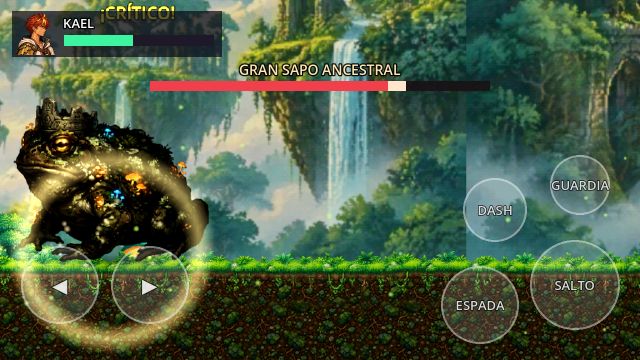 ¡CRÍTICO!
KAEL
GRAN SAPO ANCESTRAL
GUARDIA
DASH
SALTO
ESPADA